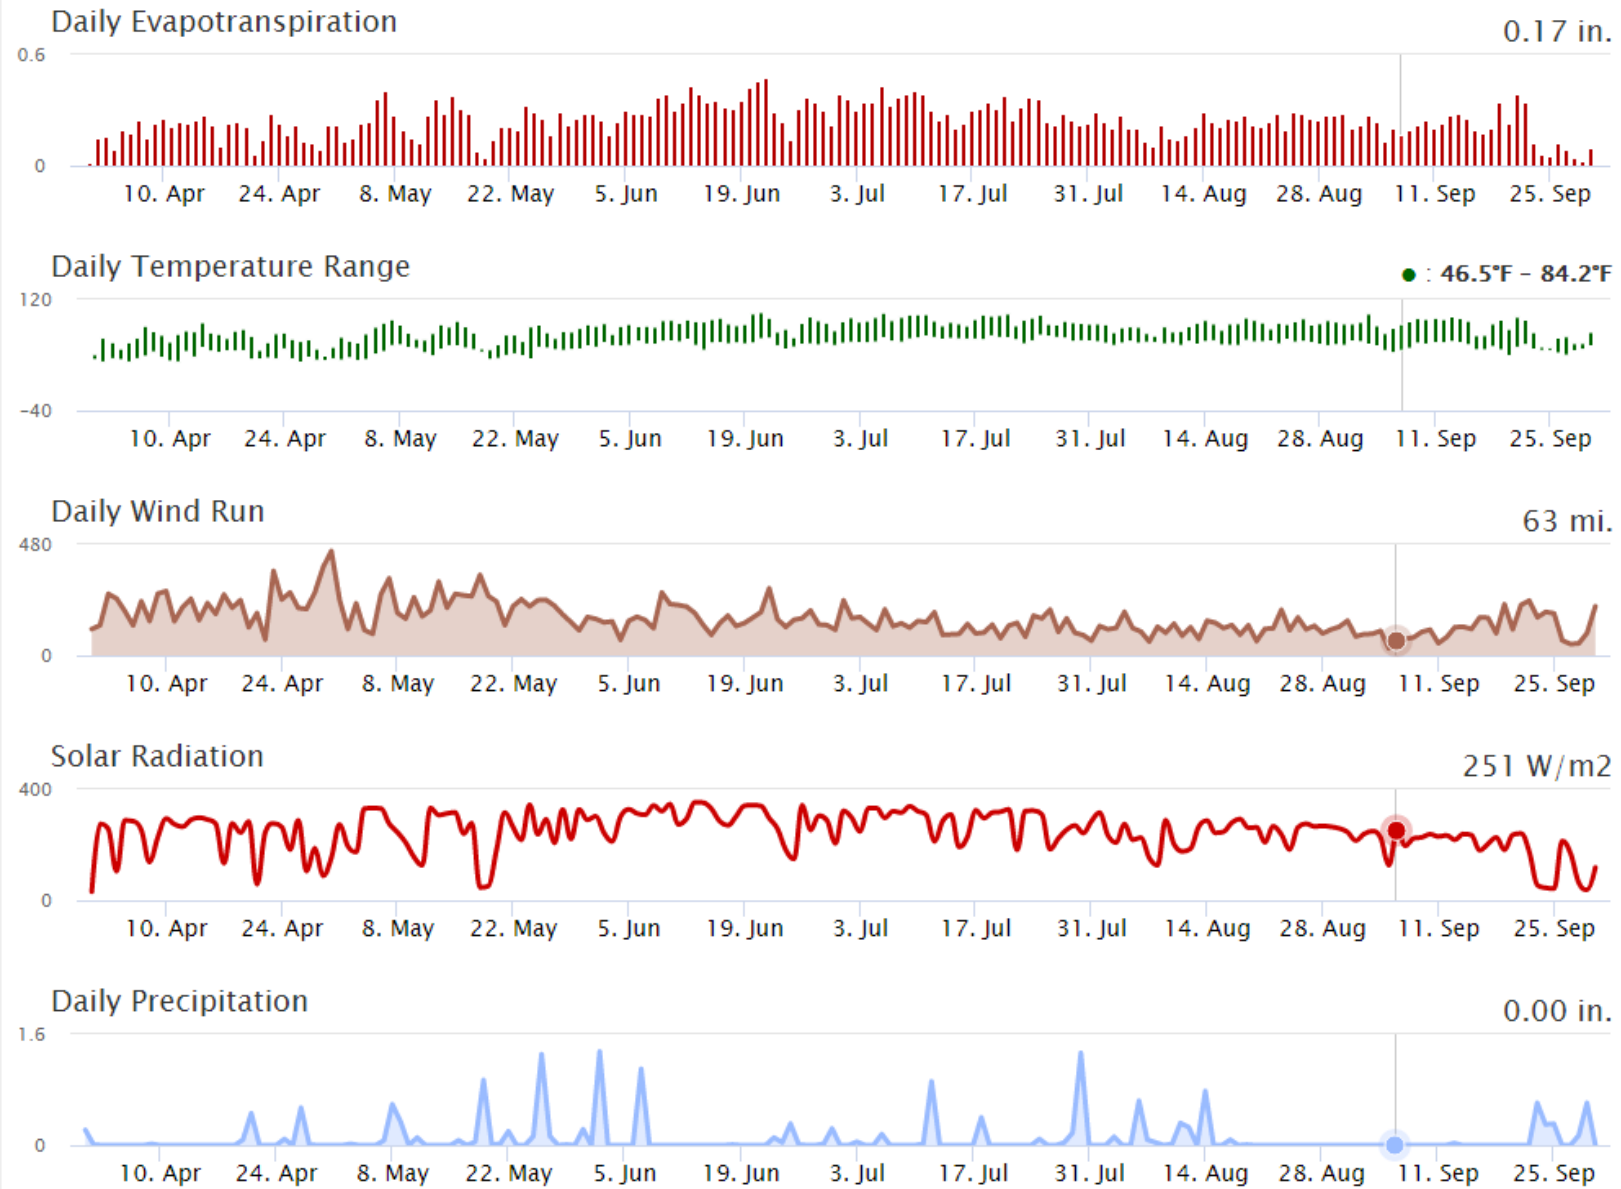 Daily Evapotranspiration
0.17 in.
0.6
0
10. Apr 24. Apr 8. May 22. May 5. Jun 19. Jun 3. Jul 17. Jul 31. Jul 14. Aug 28. Aug 11. Sep 25. Sep
Daily Temperature Range
● : 46.5°F - 84.2°F
120
-40
10. Apr 24. Apr 8. May 22. May 5. Jun 19. Jun 3. Jul 17. Jul 31. Jul 14. Aug 28. Aug 11. Sep 25. Sep
Daily Wind Run
63 mi.
480
0
10. Apr 24. Apr 8. May 22. May 5. Jun 19. Jun 3. Jul 17. Jul 31. Jul 14. Aug 28. Aug 11. Sep 25. Sep
Solar Radiation
251 W/m2
400
0
10. Apr 24. Apr 8. May 22. May 5. Jun 19. Jun 3. Jul 17. Jul 31. Jul 14. Aug 28. Aug 11. Sep 25. Sep
Daily Precipitation
0.00 in.
1.6
0
10. Apr 24. Apr 8. May 22. May 5. Jun 19. Jun 3. Jul 17. Jul 31. Jul 14. Aug 28. Aug 11. Sep 25. Sep